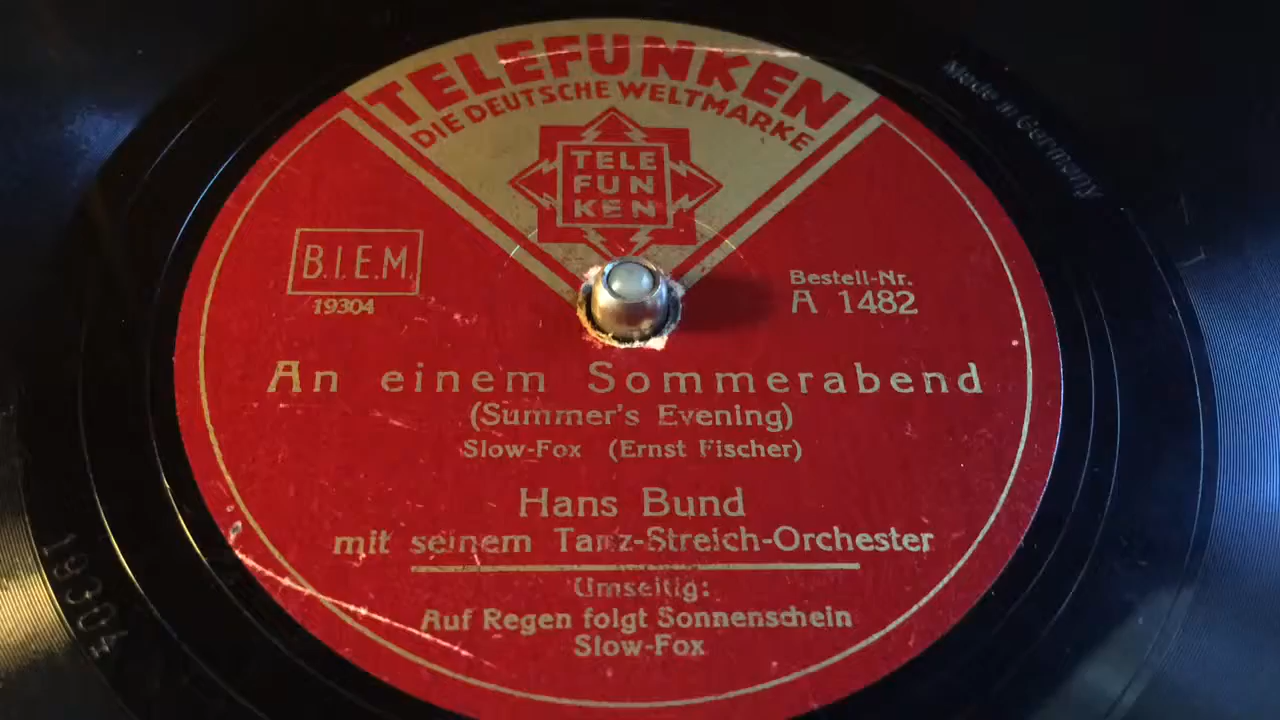 TELEFUNKEN
DIE DEUTSCHE WELTMARKE
TELE
FUN
KEN
Made in Germany
B.I.E.M.
19304
Bestell-Nr.
A 1482
An einem Sommerabend
(Summer's Evening)
Slow-Fox (Ernst Fischer)
Hans Bund
mit seinem Tanz-Streich-Orchester
Umseitig:
Auf Regen folgt Sonnenschein
Slow-Fox
19304